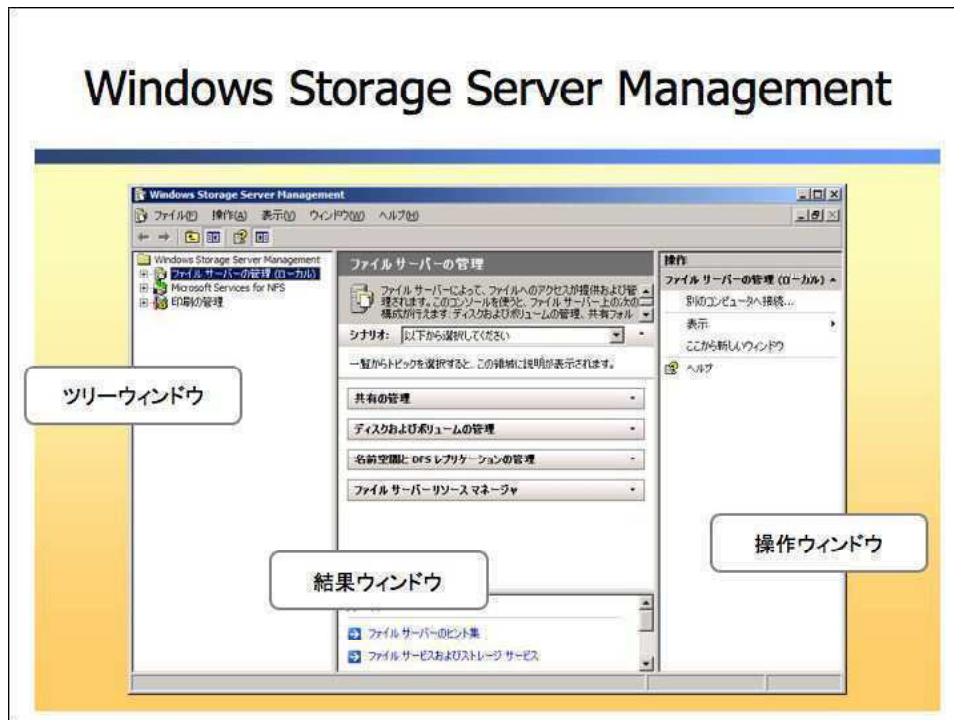 Windows Storage Server Management
Windows Storage Server Management
ファイル(F) 操作(A) 表示(V) ウィンドウ(W) ヘルプ(H)
Windows Storage Server Management
ファイル サーバーの管理 (ローカル)
Microsoft Services for NFS
印刷の管理
ファイル サーバーの管理
ファイル サーバーによって、ファイルへのアクセスが提供および管
理されます。このコンソールを使うと、ファイル サーバー上の次の
構成が行えます: ディスクおよびボリュームの管理、共有フォル
シナリオ: 以下から選択してください
一覧からトピックを選択すると、この領域に説明が表示されます。
共有の管理
ディスクおよびボリュームの管理
名前空間と DFS レプリケーションの管理
ファイル サーバー リソース マネージャ
ファイル サーバーのヒント集
ファイル サービスおよびストレージ サービス
操作
ファイル サーバーの管理 (ローカル)
別のコンピュータへ接続...
表示
ここから新しいウィンドウ
ヘルプ
ツリーウィンドウ
結果ウィンドウ
操作ウィンドウ